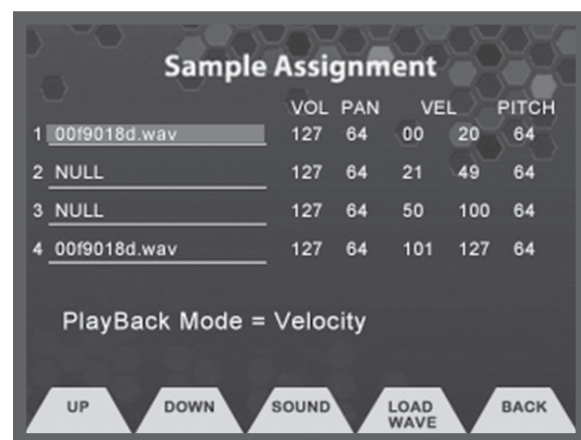 Sample Assignment
VOL PAN VEL PITCH
1 00f9018d.wav 127 64 00 20 64
2 NULL 127 64 21 49 64
3 NULL 127 64 50 100 64
4 00f9018d.wav 127 64 101 127 64
PlayBack Mode = Velocity
UP DOWN SOUND LOAD WAVE BACK